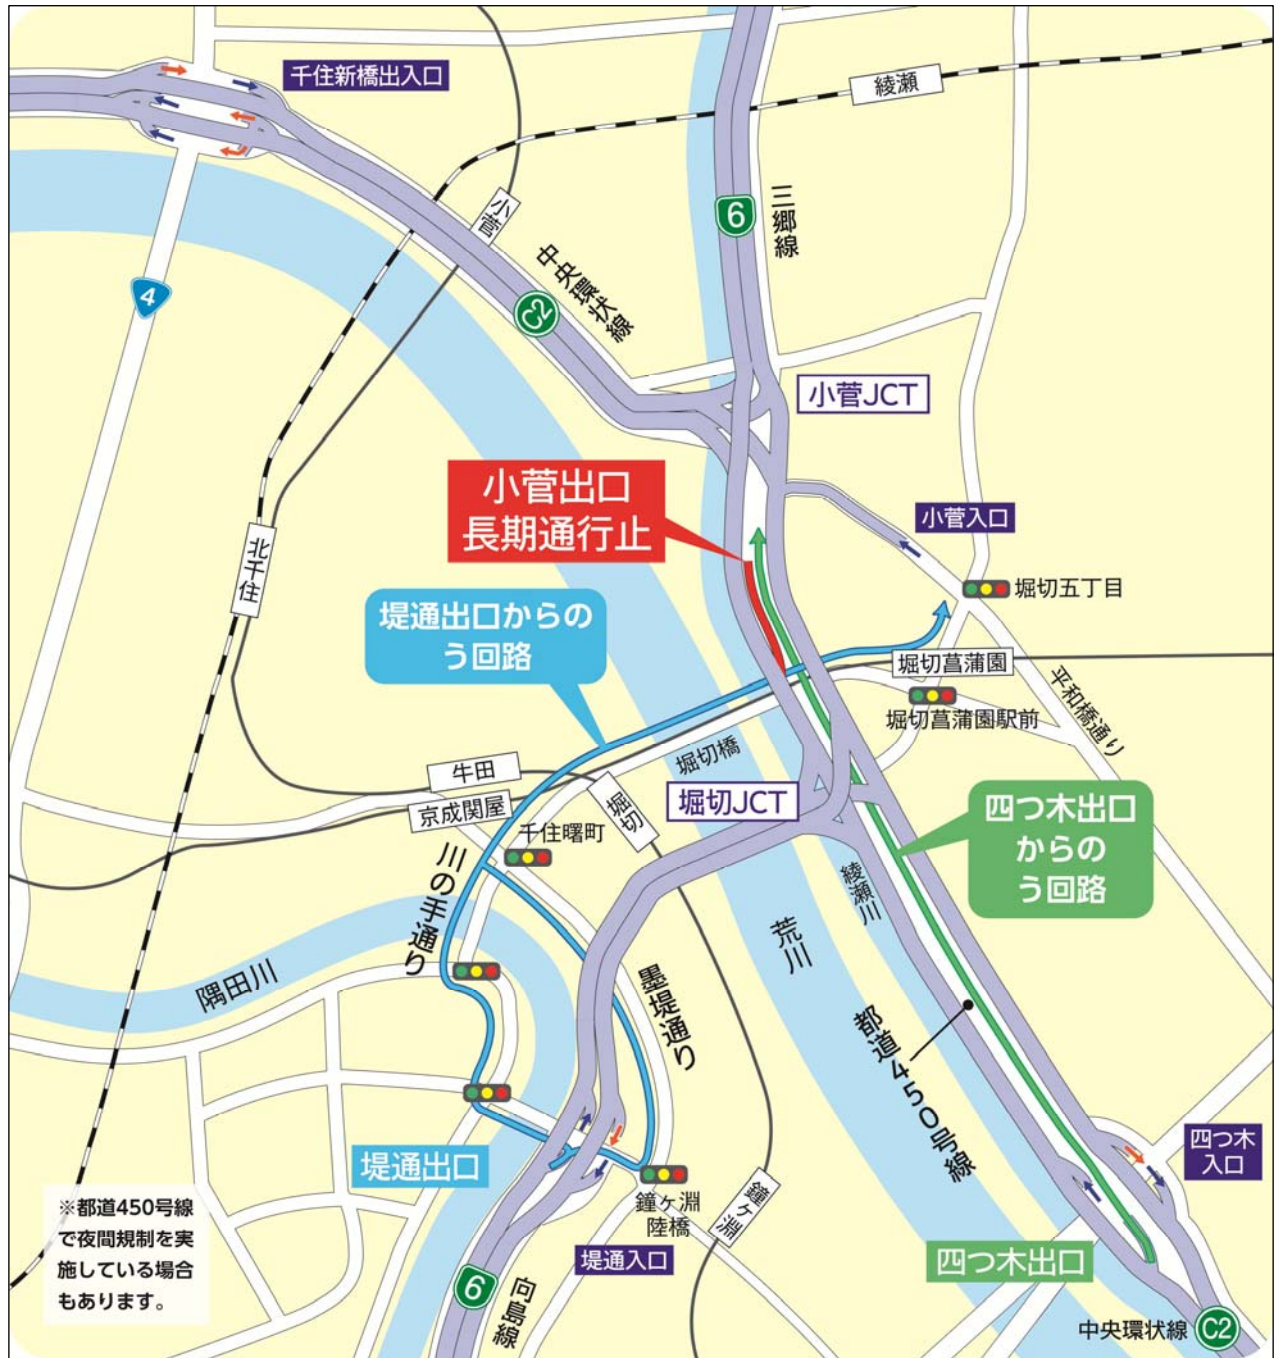 千住新橋出入口
綾瀬
4
小菅
中央環状線
C2
6
三郷線
小菅JCT
小菅出口
長期通行止
小菅入口
堀切五丁目
北千住
堤通出口からの
う回路
堀切菖蒲園
堀切菖蒲園駅前
平和橋通り
堀切橋
牛田
京成関屋
堀切
堀切JCT
千住曙町
四つ木出口
からの
う回路
川の手通り
綾瀬川
荒川
隅田川
墨堤通り
都道450号線
堤通出口
四つ木
入口
鐘ヶ淵
陸橋
鐘ヶ淵
※都道450号線
で夜間規制を実
施している場合
もあります。
堤通入口
四つ木出口
6
向島線
中央環状線
C2